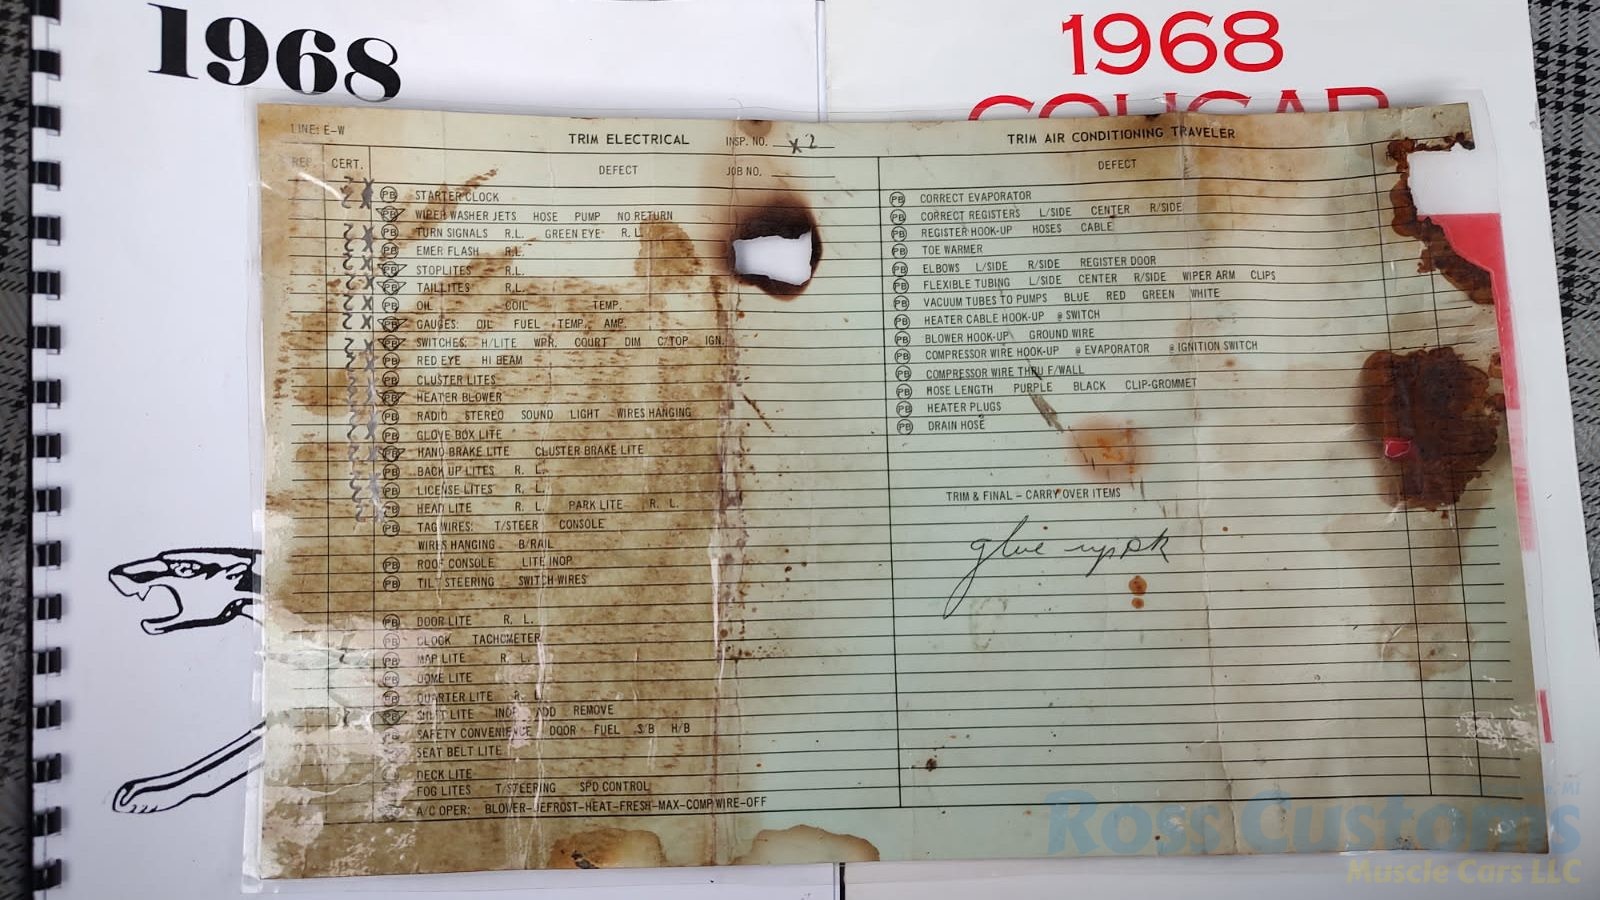 1968
1968
COUGAR
LINE: E-W
TRIM ELECTRICAL INSP. NO. X2
REP. CERT. DEFECT JOB NO.
PB STARTER CLOCK
PB WIPER WASHER JETS HOSE PUMP NO RETURN
PB TURN SIGNALS R.L. GREEN EYE R.L.
PB EMER FLASH R.L.
PB STOPLITES R.L.
PB TAILLITES R.L.
PB OIL COIL TEMP.
PB GAUGES: OIL FUEL TEMP. AMP.
PB SWITCHES: H/LITE WPR. COURT DIM C/TOP IGN.
PB RED EYE HI BEAM
PB CLUSTER LITES
PB HEATER BLOWER
PB RADIO STEREO SOUND LIGHT WIRES HANGING
PB GLOVE BOX LITE
PB HAND BRAKE LITE CLUSTER BRAKE LITE
PB BACK UP LITES R. L.
PB LICENSE LITES R. L.
PB HEAD LITE R. L. PARK LITE R. L.
PB TAG WIRES: T/STEER CONSOLE
WIRES HANGING B/RAIL
PB ROOF CONSOLE LITE INOP
PB TILT STEERING SWITCH WIRES
PB DOOR LITE R. L.
PB CLOCK TACHOMETER
PB MAP LITE R. L.
PB DOME LITE
PB QUARTER LITE R. L.
PB SHIFT LITE INOP ADD REMOVE
PB SAFETY CONVENIENCE DOOR FUEL S/B H/B
SEAT BELT LITE
DECK LITE
FOG LITES T/STEERING SPD CONTROL
A/C OPER: BLOWER-DEFROST-HEAT-FRESH-MAX-COMP WIRE-OFF
TRIM AIR CONDITIONING TRAVELER
DEFECT
PB CORRECT EVAPORATOR
PB CORRECT REGISTERS L/SIDE CENTER R/SIDE
PB REGISTER HOOK-UP HOSES CABLE
PB TOE WARMER
PB ELBOWS L/SIDE R/SIDE REGISTER DOOR
PB FLEXIBLE TUBING L/SIDE CENTER R/SIDE WIPER ARM CLIPS
PB VACUUM TUBES TO PUMPS BLUE RED GREEN WHITE
PB HEATER CABLE HOOK-UP @ SWITCH
PB BLOWER HOOK-UP GROUND WIRE
PB COMPRESSOR WIRE HOOK-UP @ EVAPORATOR @ IGNITION SWITCH
PB COMPRESSOR WIRE THRU F/WALL
PB HOSE LENGTH PURPLE BLACK CLIP-GROMMET
PB HEATER PLUGS
PB DRAIN HOSE
TRIM & FINAL - CARRY OVER ITEMS
glue
Ross Customs
Muscle Cars LLC